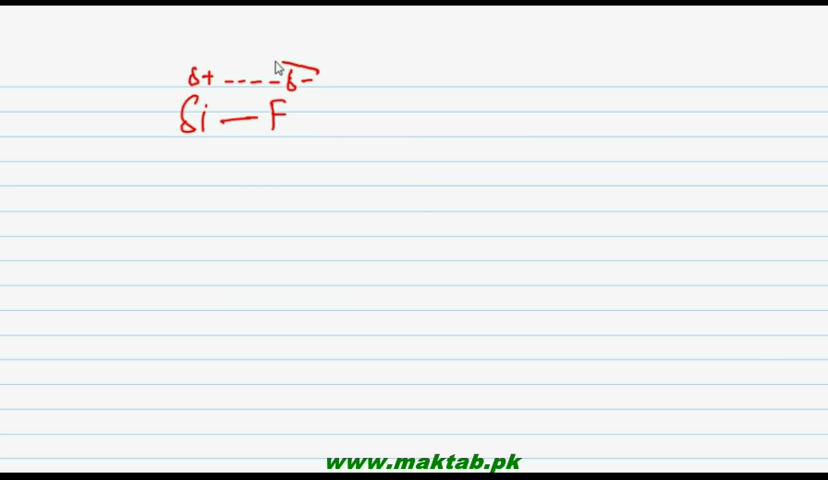 δ+ ---- δ-
Si — F
www.maktab.pk